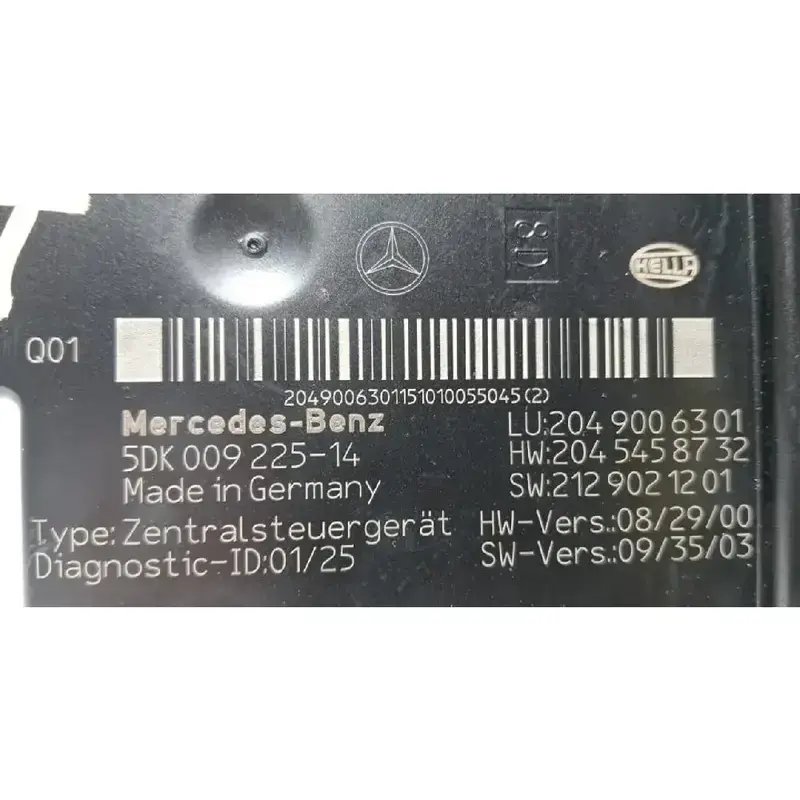 08
HELLA
Q01
2049006301151010055045(2)
Mercedes-Benz
LU:204 900 63 01
5DK 009 225-14
HW:204 545 87 32
Made in Germany
SW:212 902 12 01
Type: Zentralsteuergerät
HW-Vers.:08/29/00
Diagnostic-ID:01/25
SW-Vers.:09/35/03